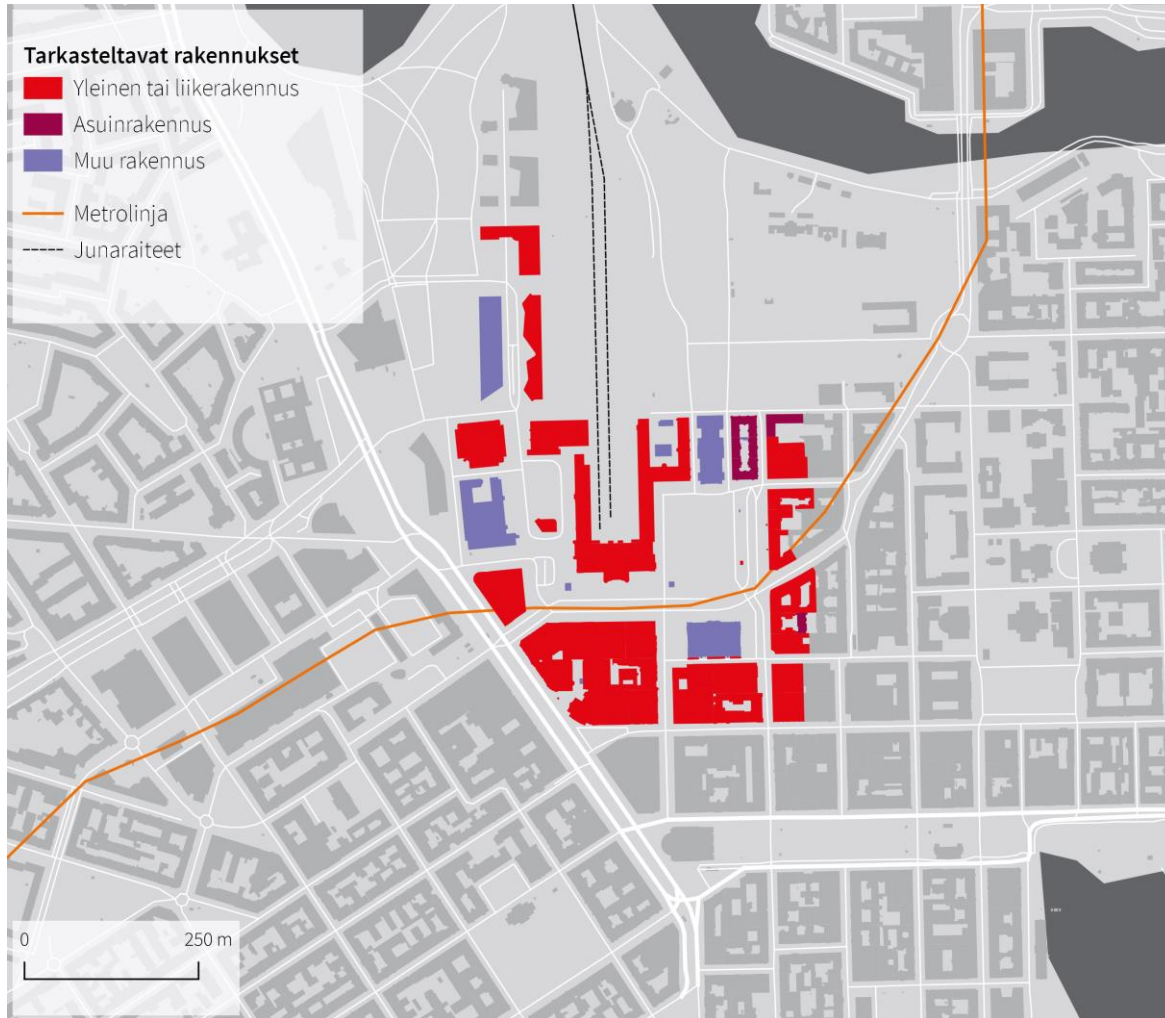 Tarkasteltavat rakennukset
Yleinen tai liikerakennus
Asuinrakennus
Muu rakennus
Metrolinja
Junaraiteet
0 250 m